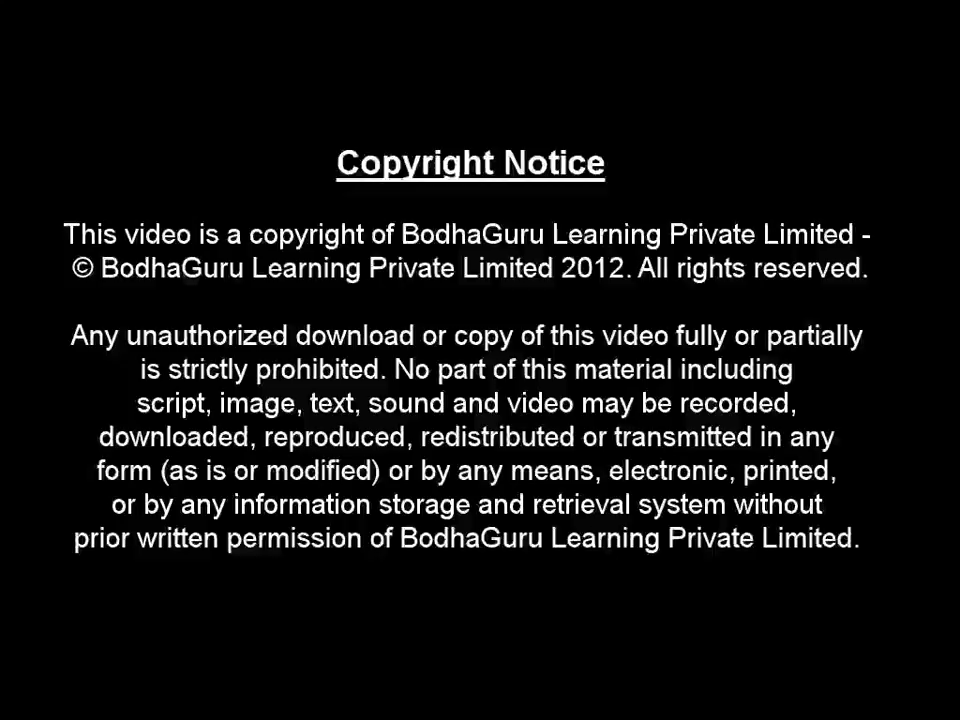 Copyright Notice
This video is a copyright of BodhaGuru Learning Private Limited -
© BodhaGuru Learning Private Limited 2012. All rights reserved.
Any unauthorized download or copy of this video fully or partially
is strictly prohibited. No part of this material including
script, image, text, sound and video may be recorded,
downloaded, reproduced, redistributed or transmitted in any
form (as is or modified) or by any means, electronic, printed,
or by any information storage and retrieval system without
prior written permission of BodhaGuru Learning Private Limited.